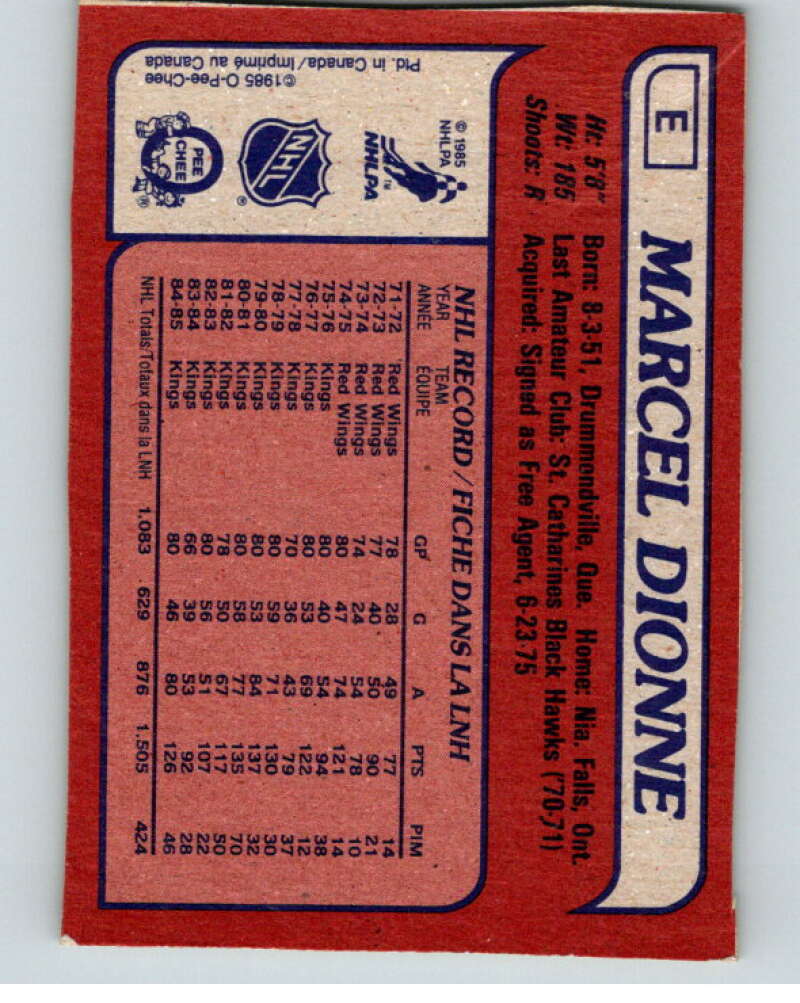 E
MARCEL DIONNE
Ht: 5'8" Born: 8-3-51, Drummondville, Que. Home: Nia. Falls, Ont.
Wt: 185 Last Amateur Club: St. Catharines Black Hawks ('70-71)
Shoots: R Acquired: Signed as Free Agent, 6-23-75
© 1985
NHLPA
NHLPA
TM
NHL
®
O
PEE
CHEE
®
©1985 O-Pee-Chee
Ptd. in Canada/Imprimé au Canada
NHL RECORD/FICHE DANS LA LNH
YEAR TEAM GP G A PTS PIM
ANNÉE ÉQUIPE
71-72 Red Wings 78 28 49 77 14
72-73 Red Wings 77 40 50 90 21
73-74 Red Wings 74 24 54 78 10
74-75 Red Wings 80 47 74 121 14
75-76 Kings 80 40 54 94 38
76-77 Kings 80 53 69 122 12
77-78 Kings 70 36 43 79 37
78-79 Kings 80 59 71 130 30
79-80 Kings 80 53 84 137 32
80-81 Kings 80 58 77 135 70
81-82 Kings 78 50 67 117 50
82-83 Kings 80 56 51 107 22
83-84 Kings 66 39 53 92 28
84-85 Kings 80 46 80 126 46
NHL Totals/Totaux dans la LNH 1.083 629 876 1.505 424